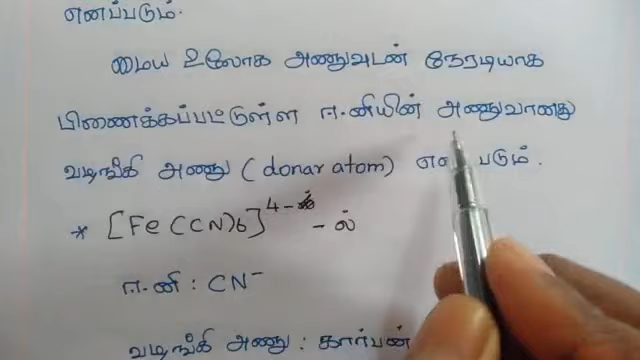 எனப்படும்.
மைய உலோக அணுவுடன் நேரடியாக
பிணைக்கப்பட்டுள்ள ஈ.னியின் அணுவானது
வழங்கி அணு (donar atom) எனப்படும்.
* [Fe(CN)6]4- - ல்
ஈ.னி : CN-
வழங்கி அணு : கார்பன்